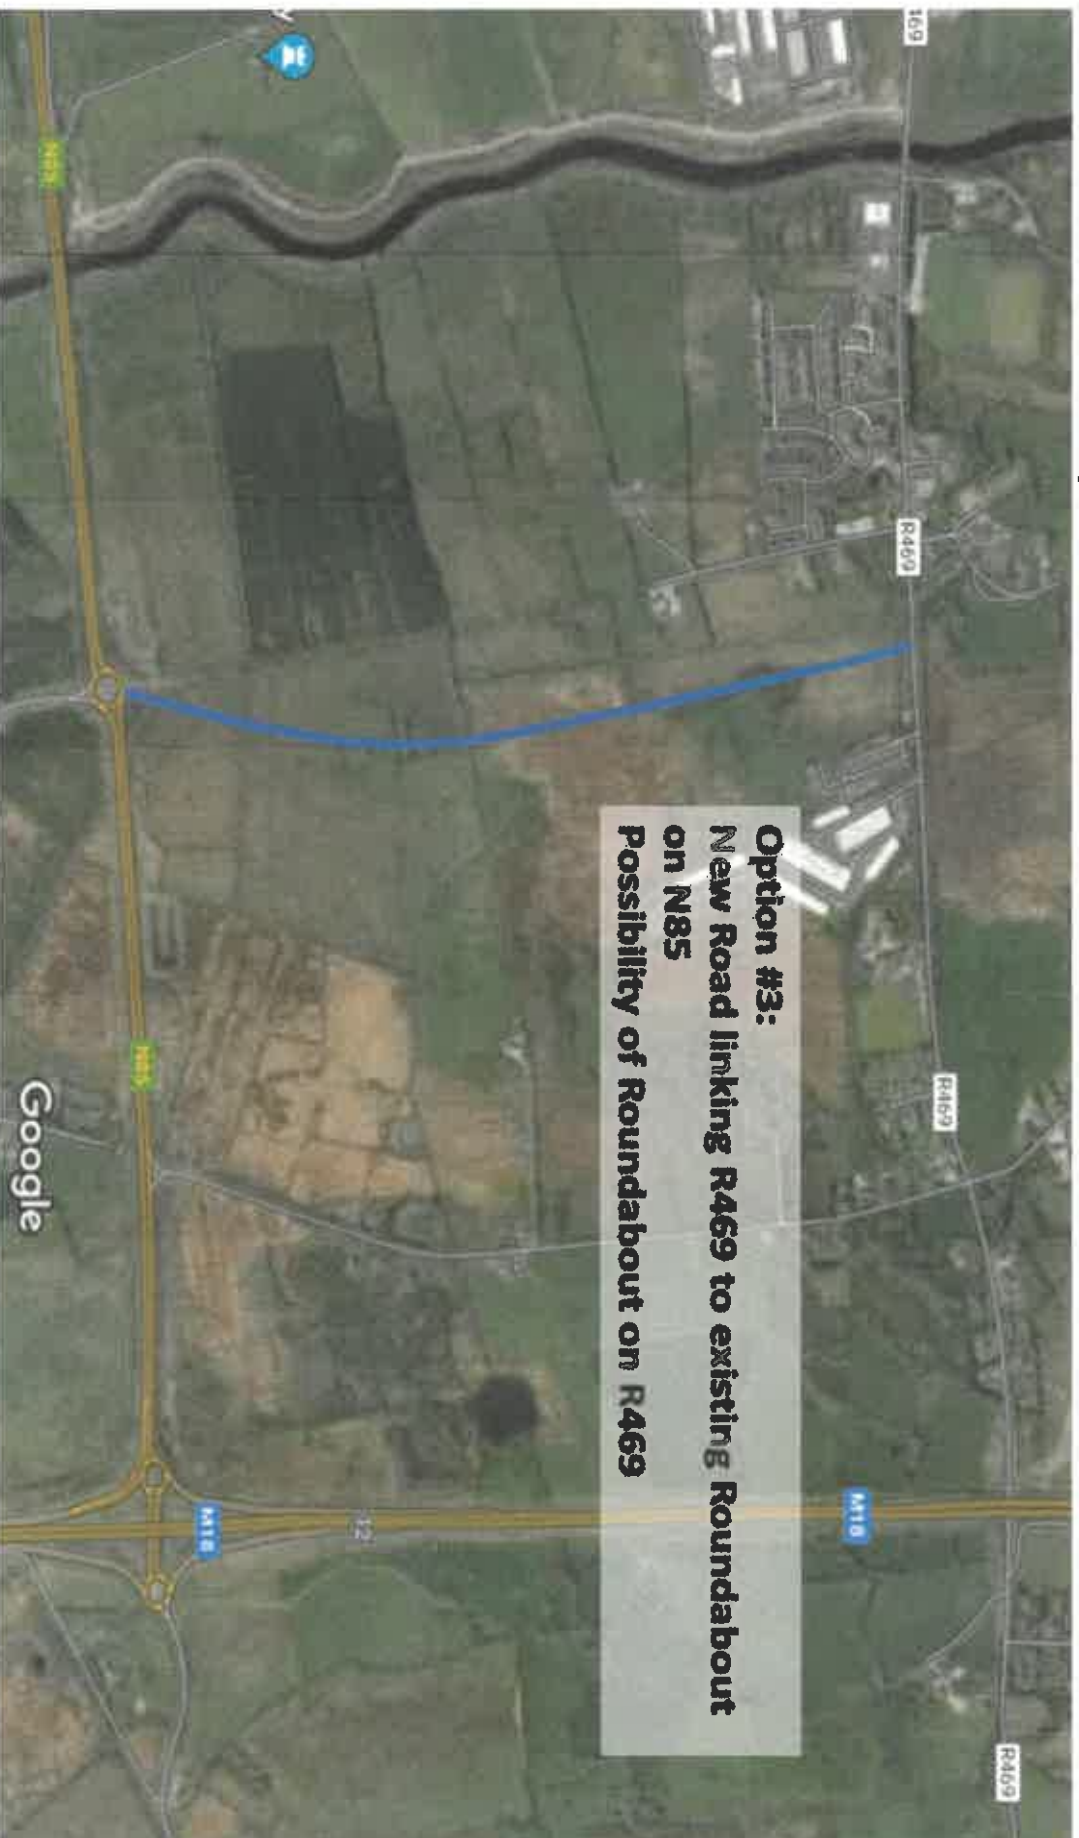 Option #3:
New Road linking R469 to existing Roundabout
on N85
Possibility of Roundabout on R469
R469
R469
R469
M18
M18
12
N85
N85
Google